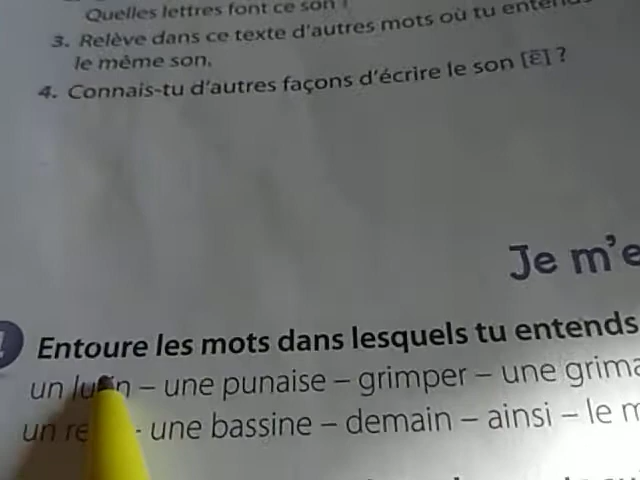 Quelles lettres font ce son ?
3. Relève dans ce texte d'autres mots où tu
le même son.
4. Connais-tu d'autres façons d'écrire le son [ɛ̃] ?
Je
Entoure les mots dans lesquels tu entends
un – une punaise – grimper – une
un – une bassine – demain – ainsi – le